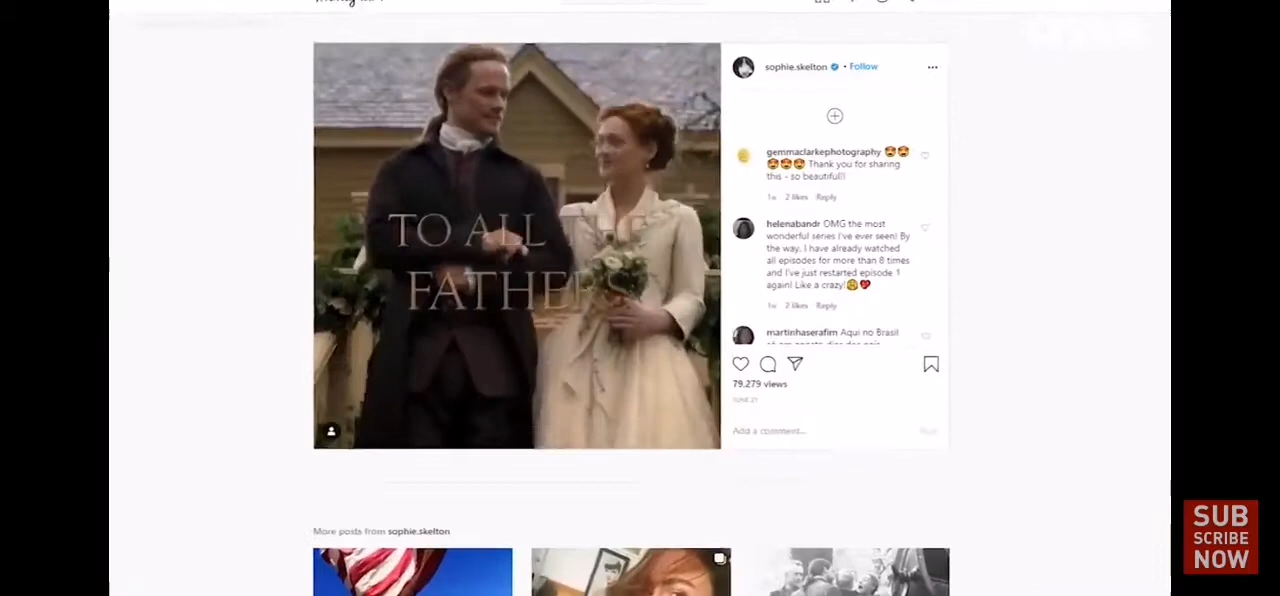 sophie.skelton • Follow
gemmaclarkephotography 😍😍
😍😍😍 Thank you for sharing
this - so beautiful!!
1w 2 likes Reply
helenabandr OMG the most
wonderful series I've ever seen! By
the way, I have already watched
all episodes for more than 8 times
and I've just restarted episode 1
again! Like a crazy!
1w 2 likes Reply
martinhaserafim Aqui no Brasil
TO ALL THE
FATHERS
79,279 views
JUNE 21
Add a comment...
Post
More posts from sophie.skelton
SUB
SCRIBE
NOW